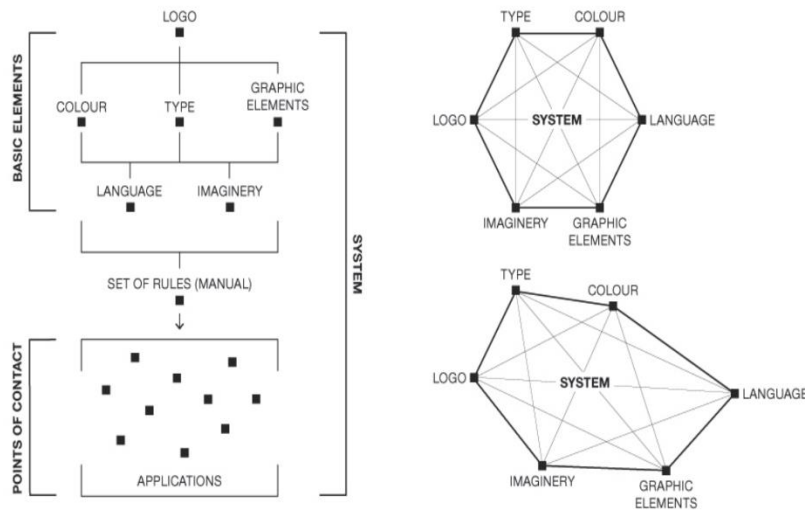 LOGO
BASIC ELEMENTS
COLOUR
TYPE
GRAPHIC
ELEMENTS
LANGUAGE
IMAGINERY
SYSTEM
SET OF RULES (MANUAL)
POINTS OF CONTACT
APPLICATIONS
TYPE
COLOUR
LOGO
SYSTEM
LANGUAGE
IMAGINERY
GRAPHIC
ELEMENTS
TYPE
COLOUR
LOGO
SYSTEM
LANGUAGE
IMAGINERY
GRAPHIC
ELEMENTS